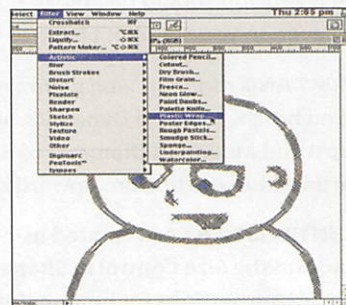 Select Filter View Window Help Thu 2:05 pm
Crosshatch ⌘F
Extract... ⌥⌘X
Liquify... ⇧⌘X
Pattern Maker... ⌥⇧⌘X
Artistic
Blur
Brush Strokes
Distort
Noise
Pixelate
Render
Sharpen
Sketch
Stylize
Texture
Video
Other
Digimarc
Colored Pencil...
Cutout...
Dry Brush...
Film Grain...
Fresco...
Neon Glow...
Paint Daubs...
Palette Knife...
Plastic Wrap...
Poster Edges...
Rough Pastels...
Smudge Stick...
Sponge...
Underpainting...
Watercolor...